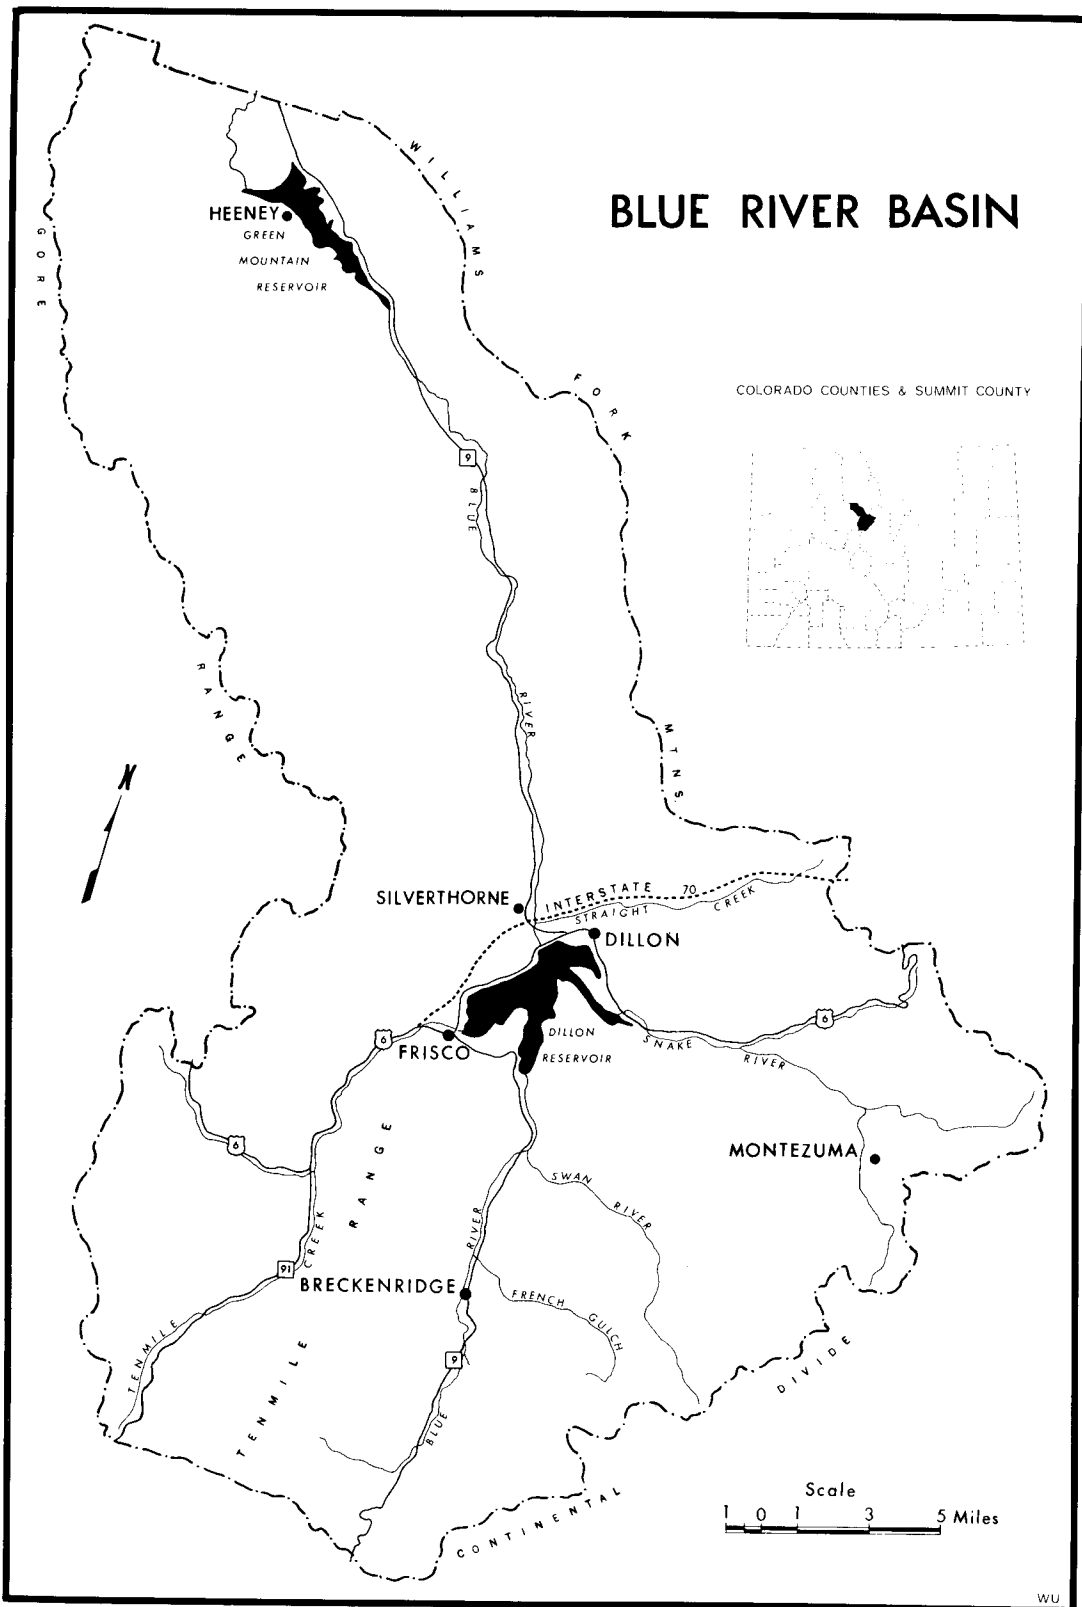 BLUE RIVER BASIN
WILLIAMS
FORK
MTNS.
GORE
RANGE
HEENEY
GREEN
MOUNTAIN
RESERVOIR
COLORADO COUNTIES & SUMMIT COUNTY
9
BLUE
RIVER
N
SILVERTHORNE
INTERSTATE 70
STRAIGHT CREEK
DILLON
6
FRISCO
DILLON
RESERVOIR
SNAKE RIVER
6
6
MONTEZUMA
SWAN RIVER
TENMILE RANGE
TENMILE CREEK
91
RIVER
BRECKENRIDGE
FRENCH GULCH
9
BLUE
CONTINENTAL DIVIDE
Scale
1 0 1 3 5 Miles
WU